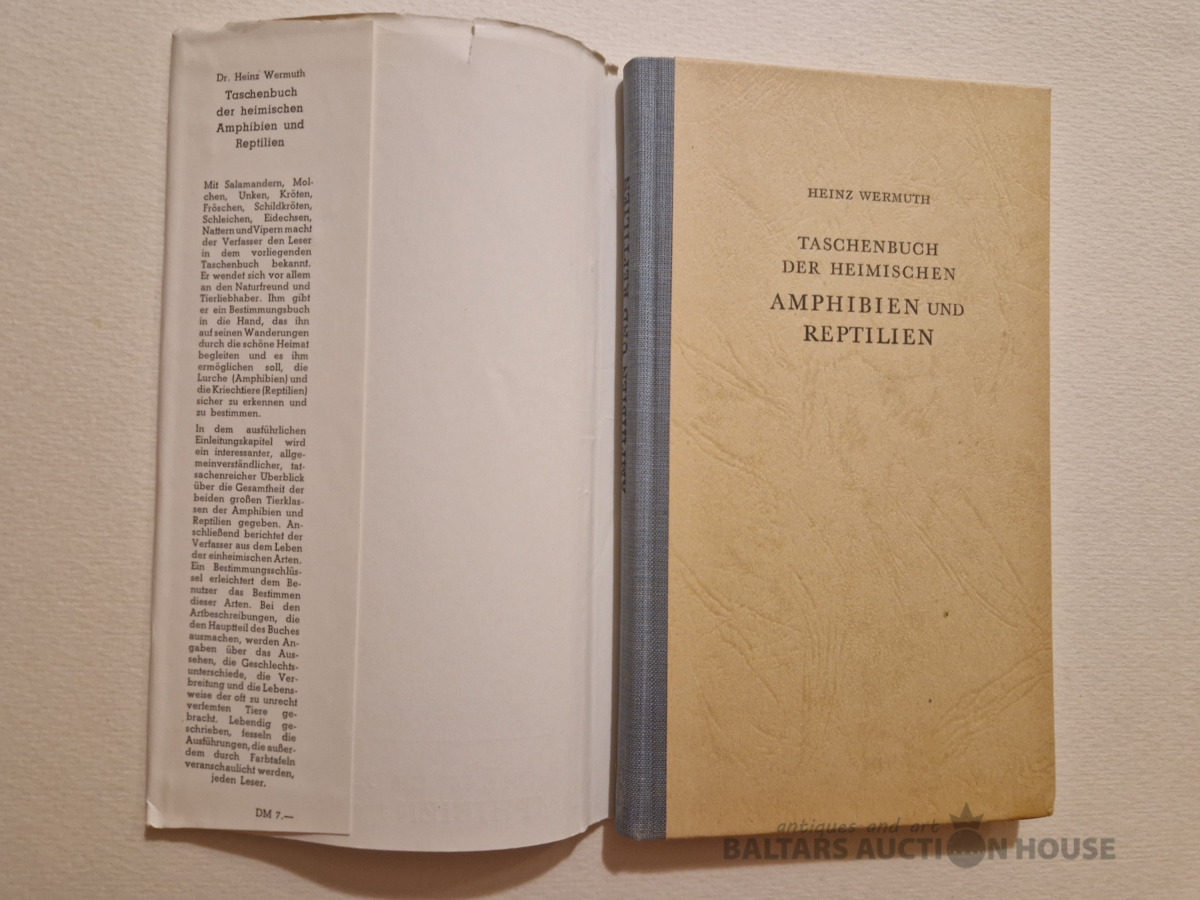 Dr. Heinz Wermuth
Taschenbuch
der heimischen
Amphibien und
Reptilien
Mit Salamandern, Mol-
chen, Unken, Kröten,
Fröschen, Schildkröten,
Schleichen, Eidechsen,
Nattern und Vipern macht
der Verfasser den Leser
in dem vorliegenden
Taschenbuch bekannt.
Er wendet sich vor allem
an den Naturfreund und
Tierliebhaber. Ihm gibt
er ein Bestimmungsbuch
in die Hand, das ihn
auf seinen Wanderungen
durch die schöne Heimat
begleiten und es ihm
ermöglichen soll, die
Lurche (Amphibien) und
die Kriechtiere (Reptilien)
sicher zu erkennen und
zu bestimmen.
In dem ausführlichen
Einleitungskapitel wird
ein interessanter, allge-
meinverständlicher, tat-
sachenreicher Überblick
über die Gesamtheit der
beiden großen Tierklas-
sen der Amphibien und
Reptilien gegeben. An-
schließend berichtet der
Verfasser aus dem Leben
der einheimischen Arten.
Ein Bestimmungsschlüs-
sel erleichtert dem Be-
nutzer das Bestimmen
dieser Arten. Bei den
Artbeschreibungen, die
den Hauptteil des Buches
ausmachen, werden An-
gaben über das Aus-
sehen, die Geschlechts-
unterschiede, die Ver-
breitung und die Lebens-
weise der oft zu unrecht
verfemten Tiere ge-
bracht. Lebendig ge-
schrieben, fesseln die
Ausführungen, die außer-
dem durch Farbtafeln
veranschaulicht werden,
jeden Leser.
DM 7.—
AMPHIBIEN UND REPTILIEN
HEINZ WERMUTH
TASCHENBUCH
DER HEIMISCHEN
AMPHIBIEN UND
REPTILIEN
antiques and art
BALTARS AUCTION HOUSE